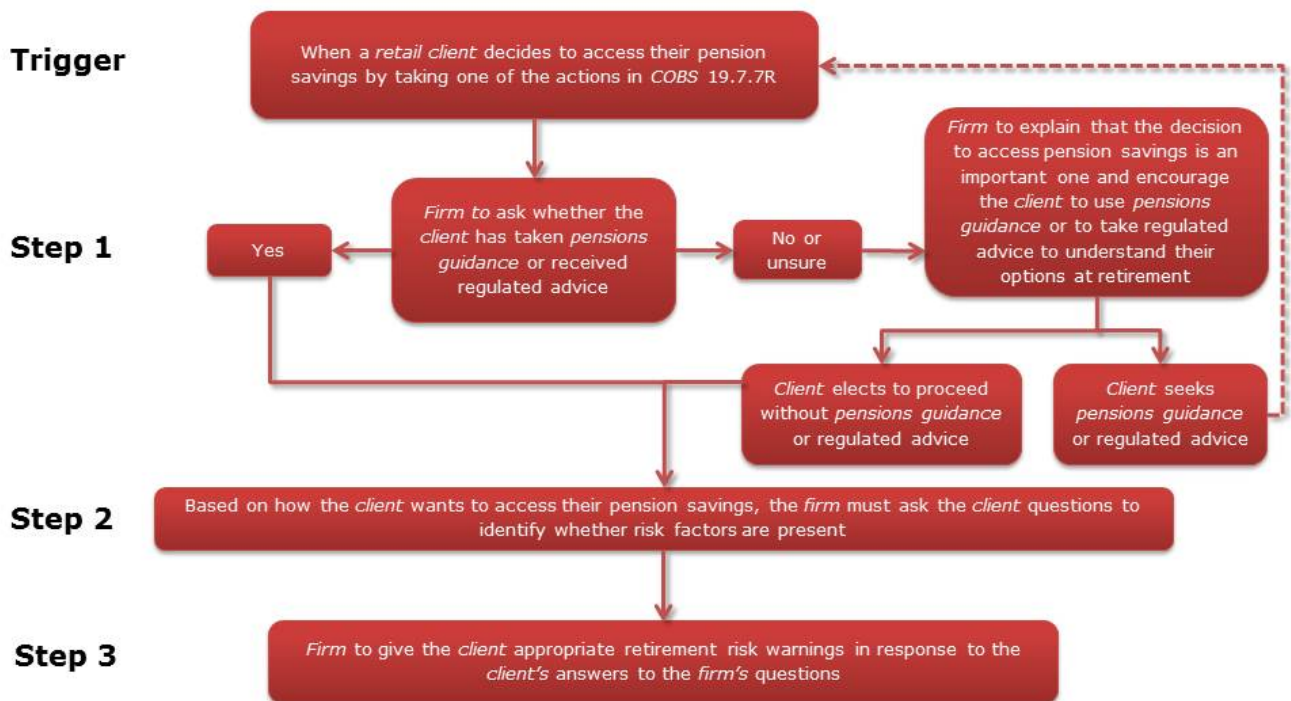 Trigger
When a retail client decides to access their pension
savings by taking one of the actions in COBS 19.7.7R
Step 1
Yes
Firm to ask whether the
client has taken pensions
guidance or received
regulated advice
No or
unsure
Firm to explain that the decision
to access pension savings is an
important one and encourage
the client to use pensions
guidance or to take regulated
advice to understand their
options at retirement
Client elects to proceed
without pensions guidance
or regulated advice
Client seeks
pensions guidance
or regulated advice
Step 2
Based on how the client wants to access their pension savings, the firm must ask the client questions to
identify whether risk factors are present
Step 3
Firm to give the client appropriate retirement risk warnings in response to the
client's answers to the firm's questions